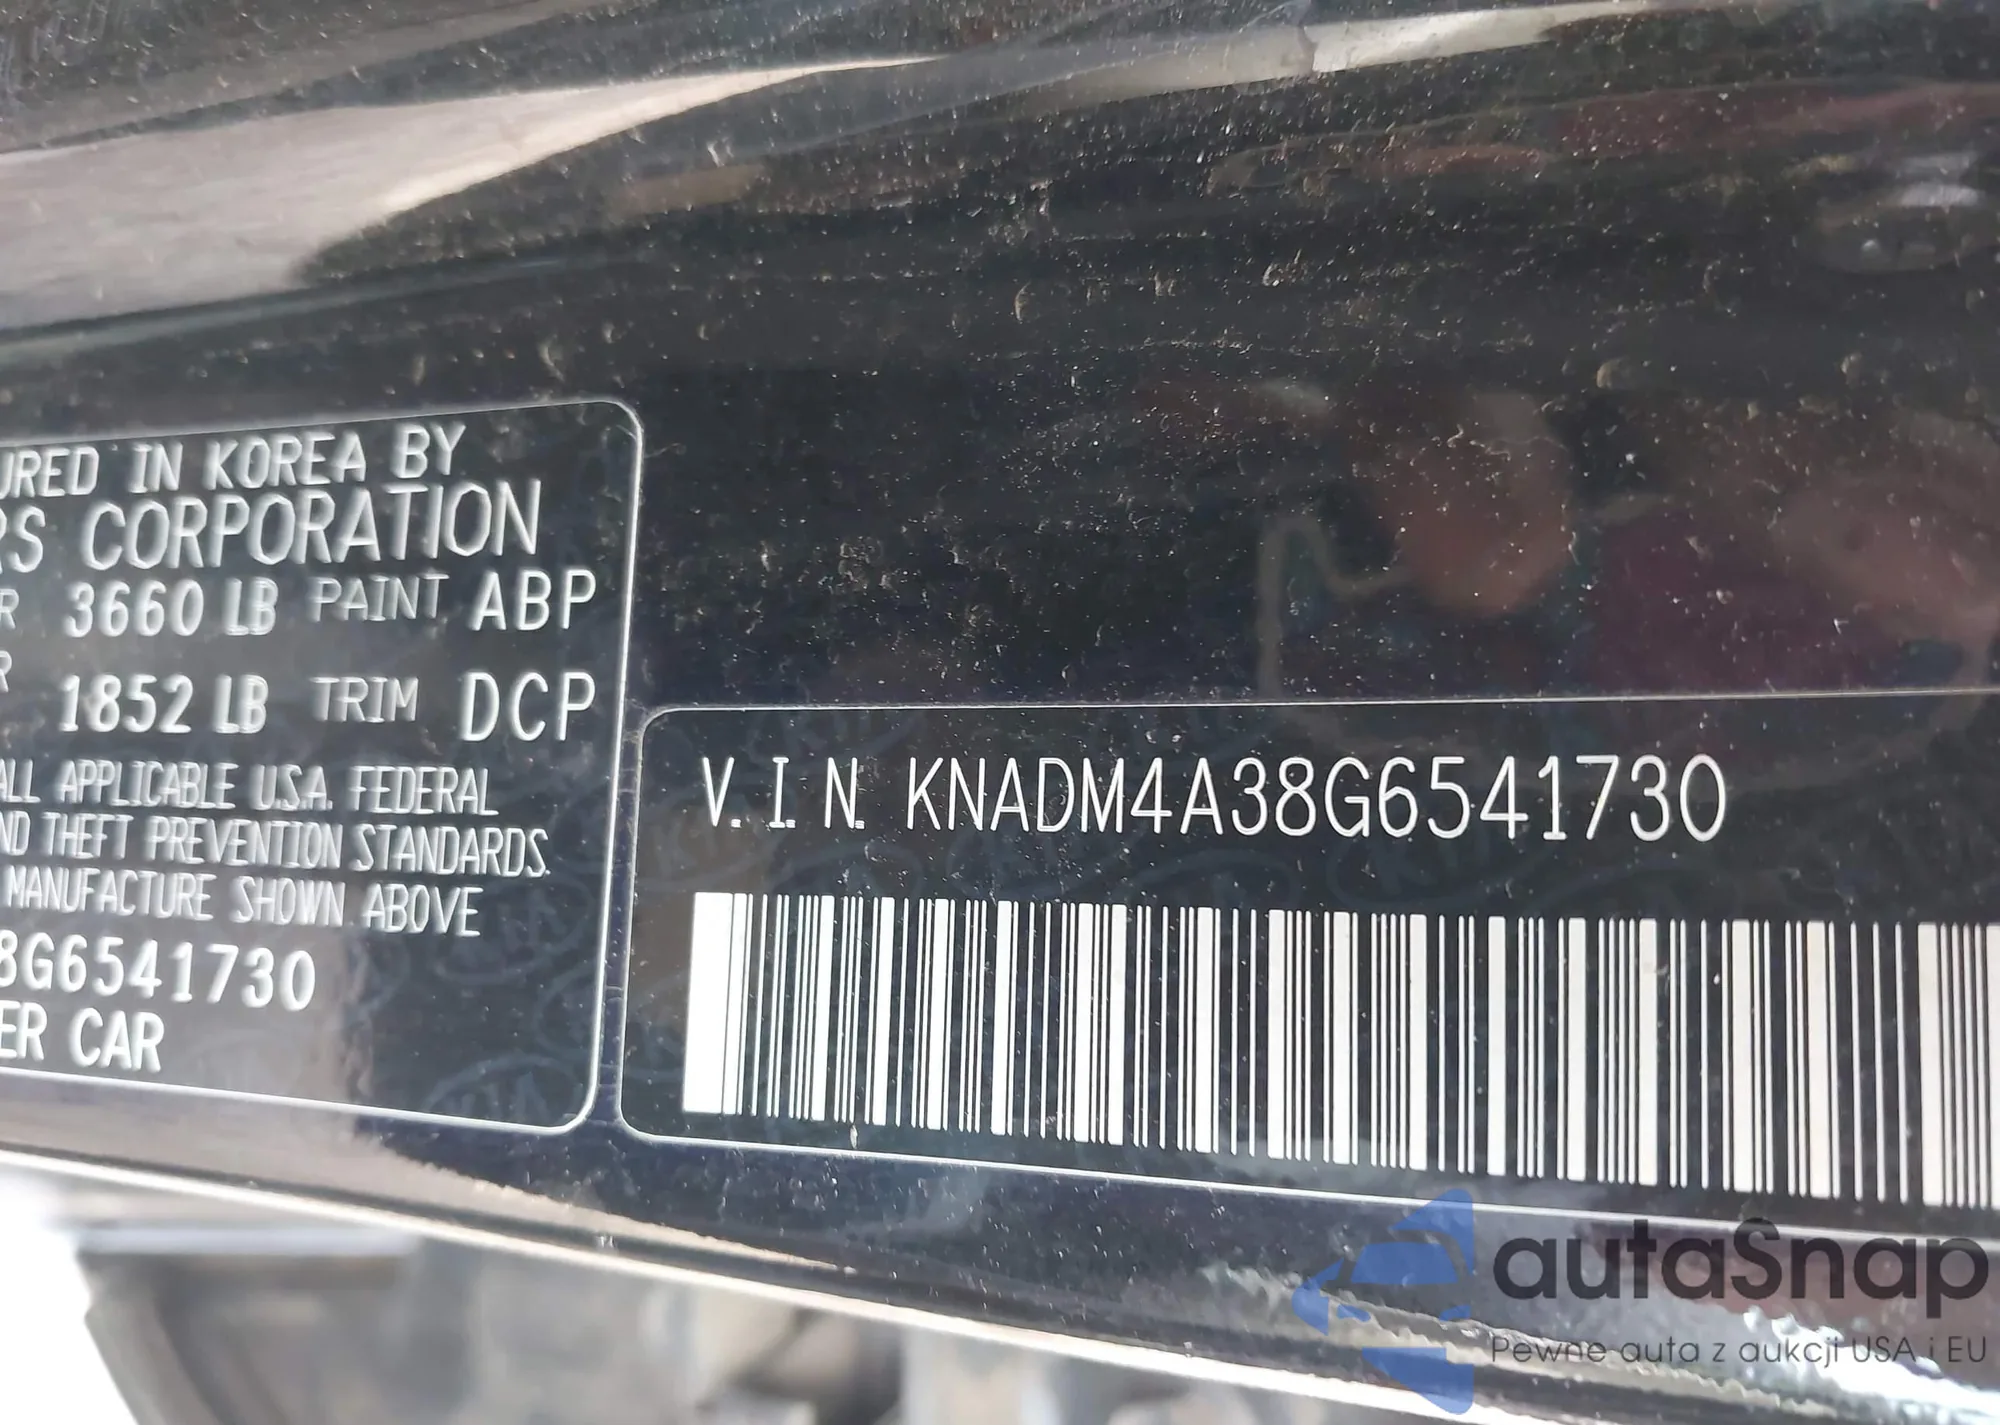 URED IN KOREA BY
RS CORPORATION
R 3660 LB PAINT ABP
R
1852 LB TRIM DCP
ALL APPLICABLE U.S.A. FEDERAL
ND THEFT PREVENTION STANDARDS.
MANUFACTURE SHOWN ABOVE
8G6541730
ER CAR
V.I.N. KNADM4A38G6541730
autaSnap
Pewne auta z aukcji USA i EU